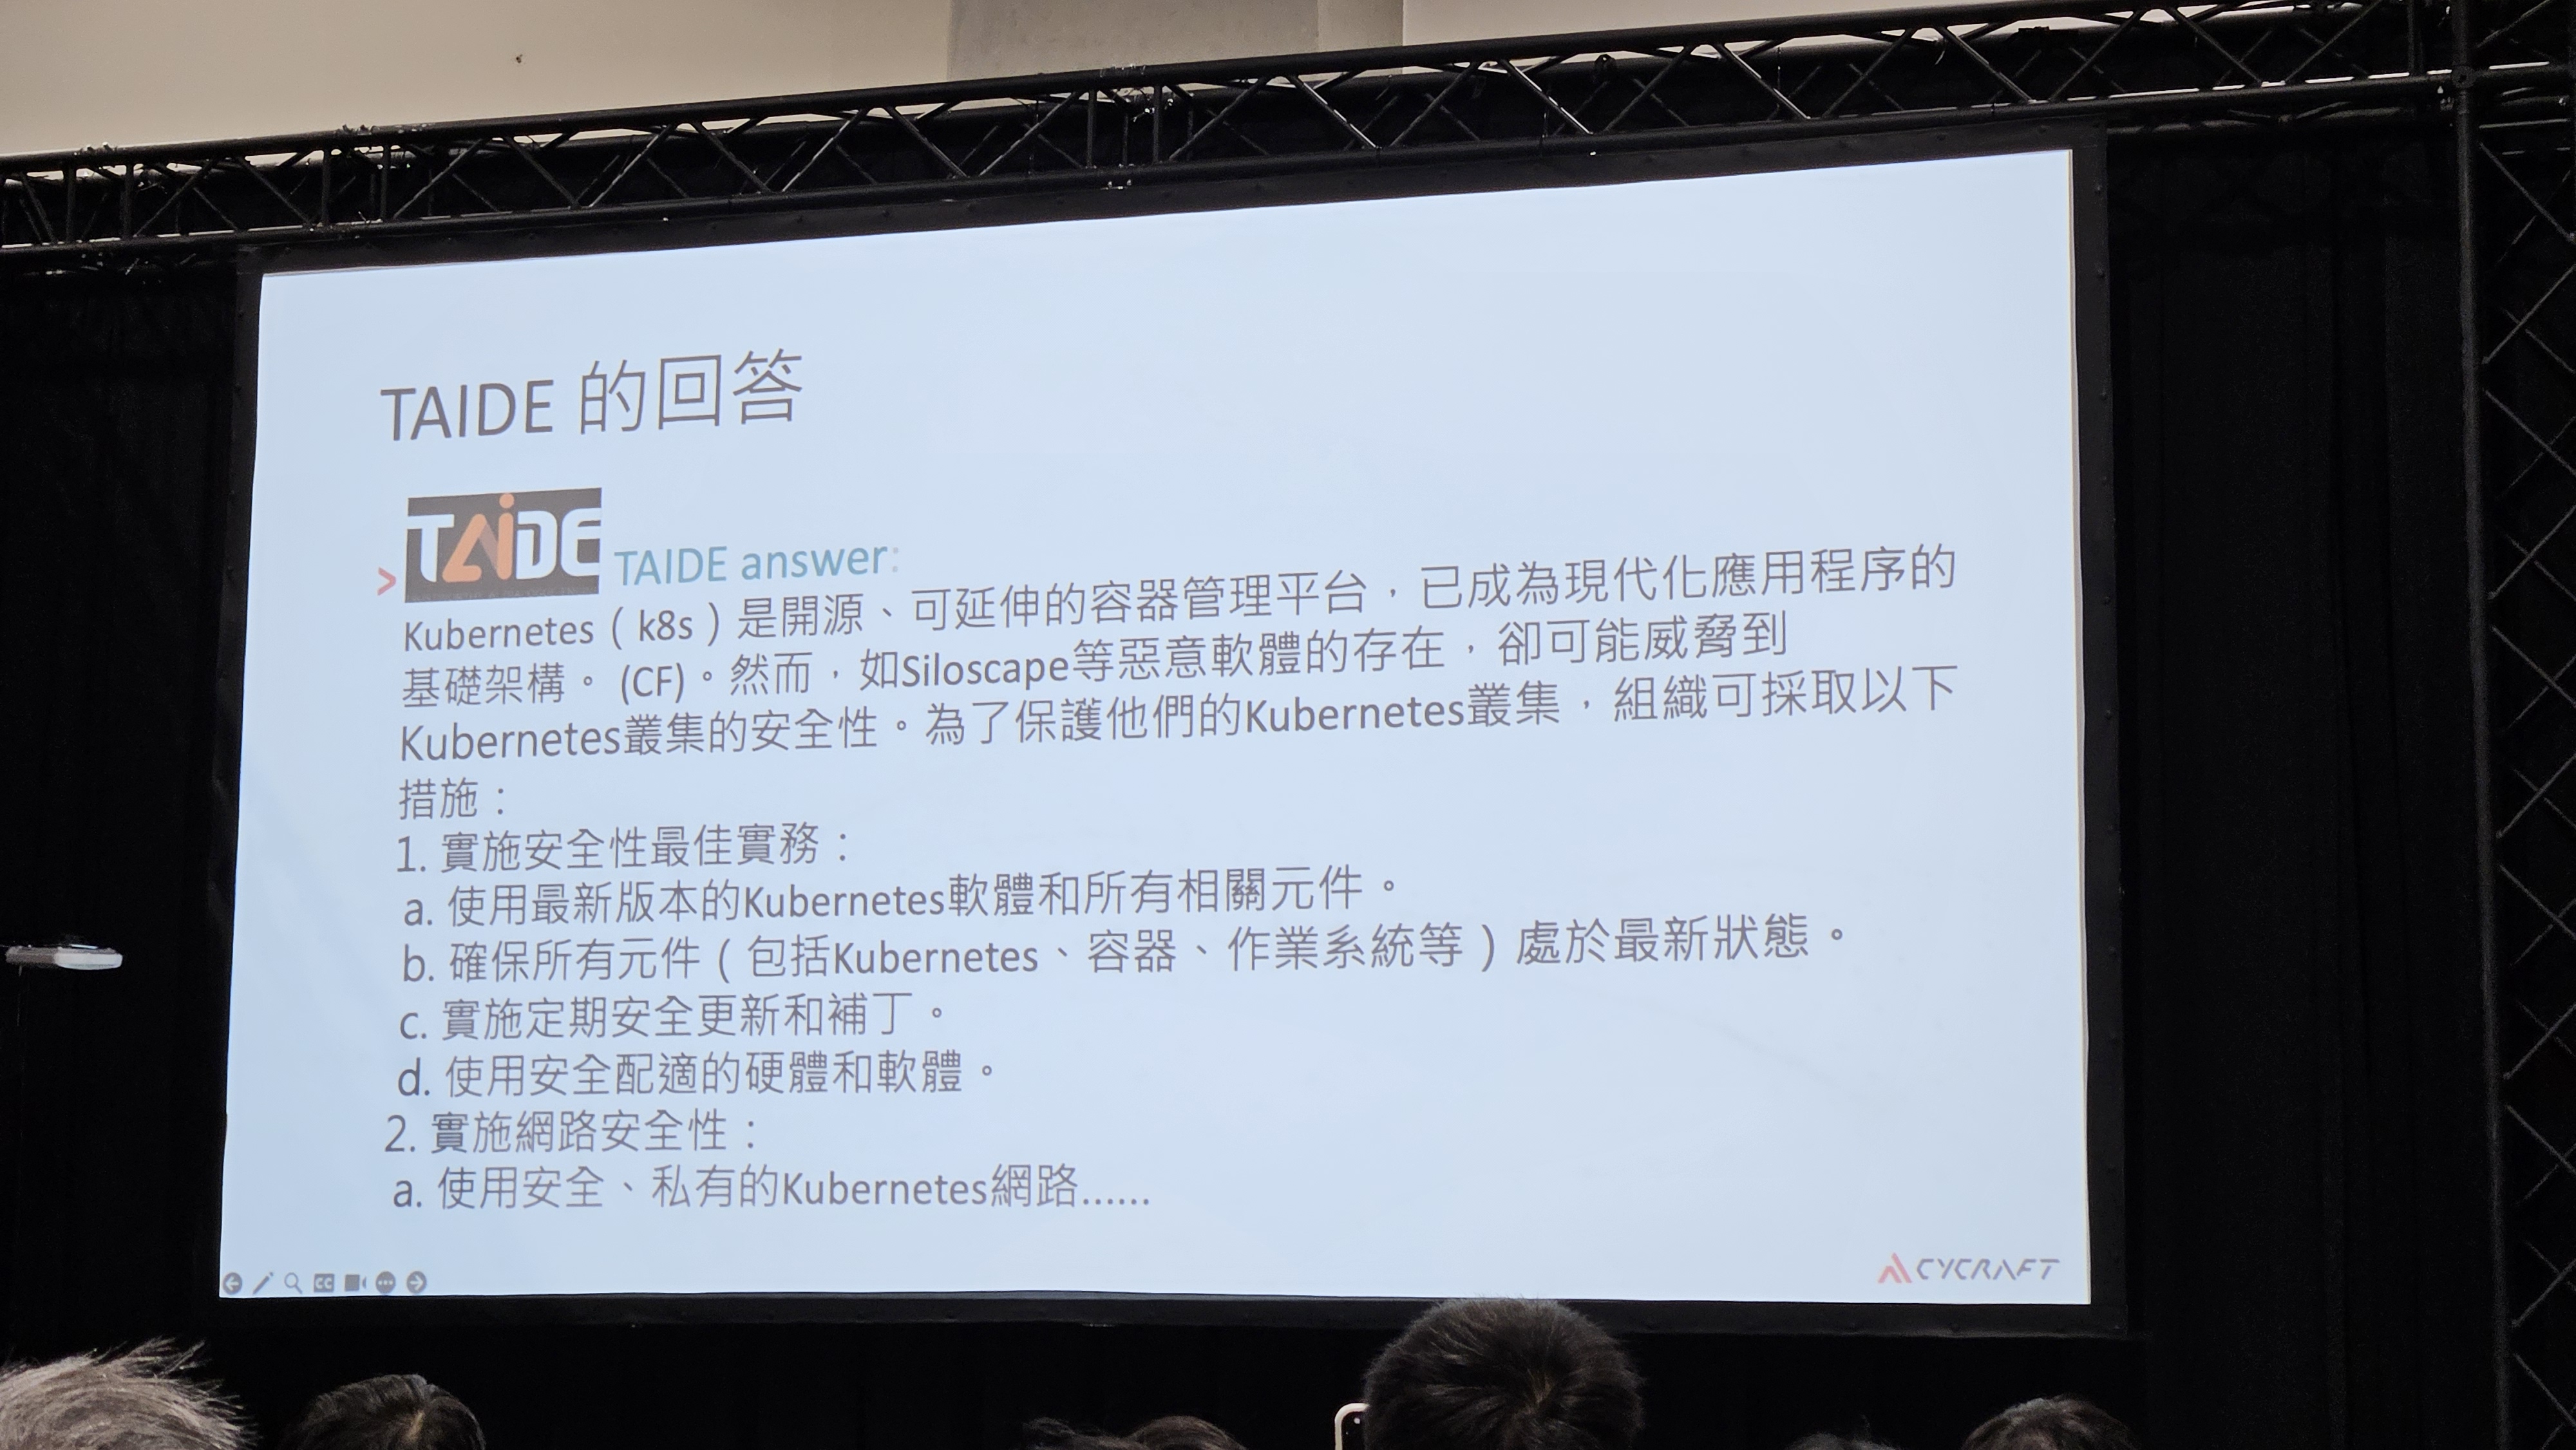 TAIDE 的回答
TAIDE
> TAIDE answer:
Kubernetes（k8s）是開源、可延伸的容器管理平台，已成為現代化應用程序的
基礎架構。 (CF)。然而，如Siloscape等惡意軟體的存在，卻可能威脅到
Kubernetes叢集的安全性。為了保護他們的Kubernetes叢集，組織可採取以下
措施：
1. 實施安全性最佳實務：
a. 使用最新版本的Kubernetes軟體和所有相關元件。
b. 確保所有元件（包括Kubernetes、容器、作業系統等）處於最新狀態。
c. 實施定期安全更新和補丁。
d. 使用安全配適的硬體和軟體。
2. 實施網路安全性：
a. 使用安全、私有的Kubernetes網路......
CC
CYCRAFT